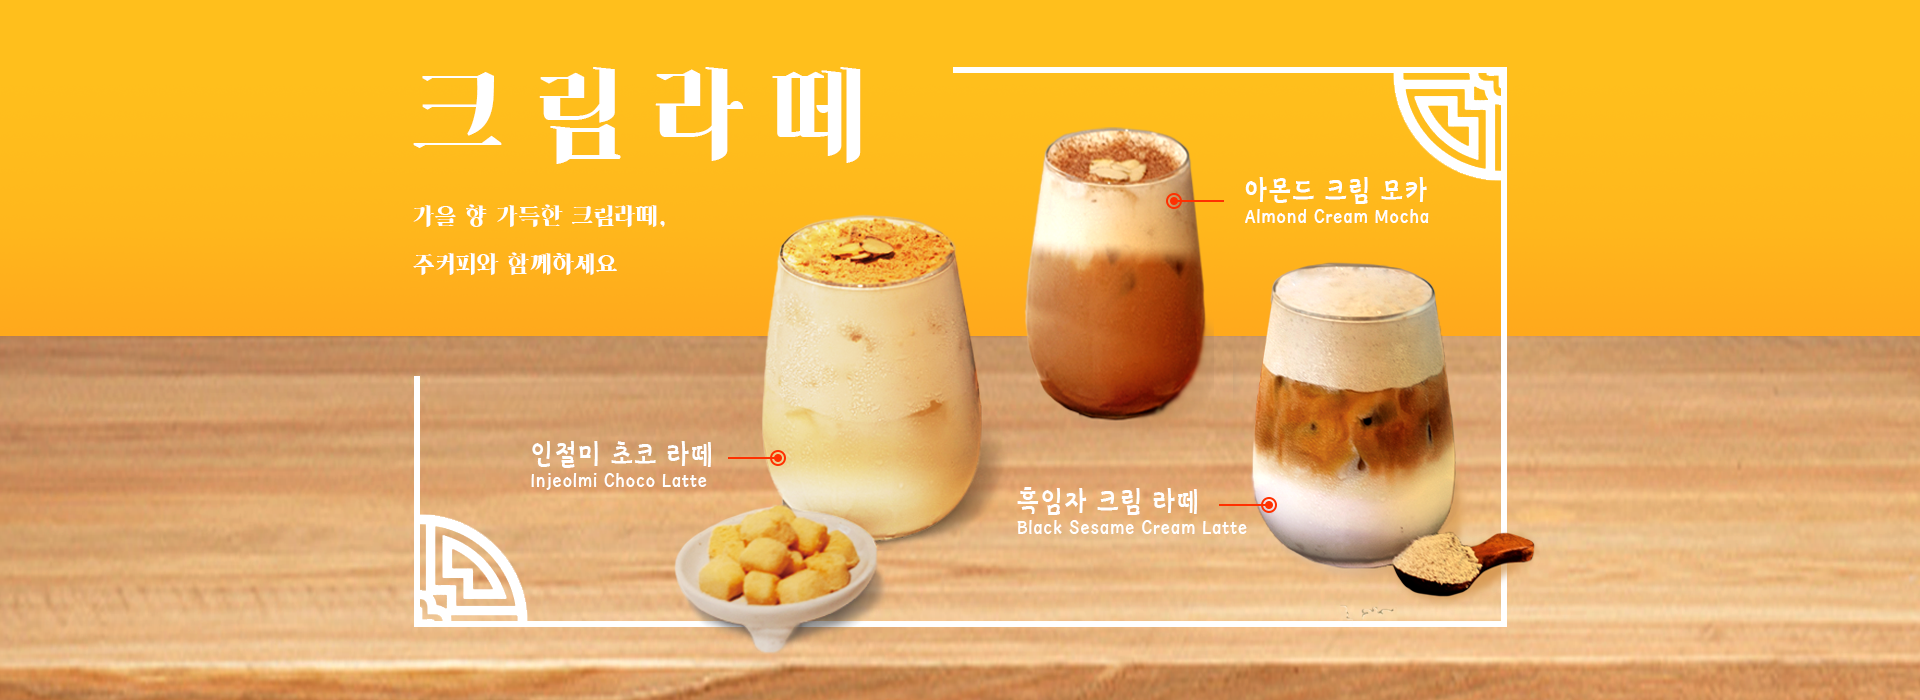 크림라떼
가을 향 가득한 크림라떼,
주커피와 함께하세요
아몬드 크림 모카
Almond Cream Mocha
인절미 초코 라떼
Injeolmi Choco Latte
흑임자 크림 라떼
Black Sesame Cream Latte